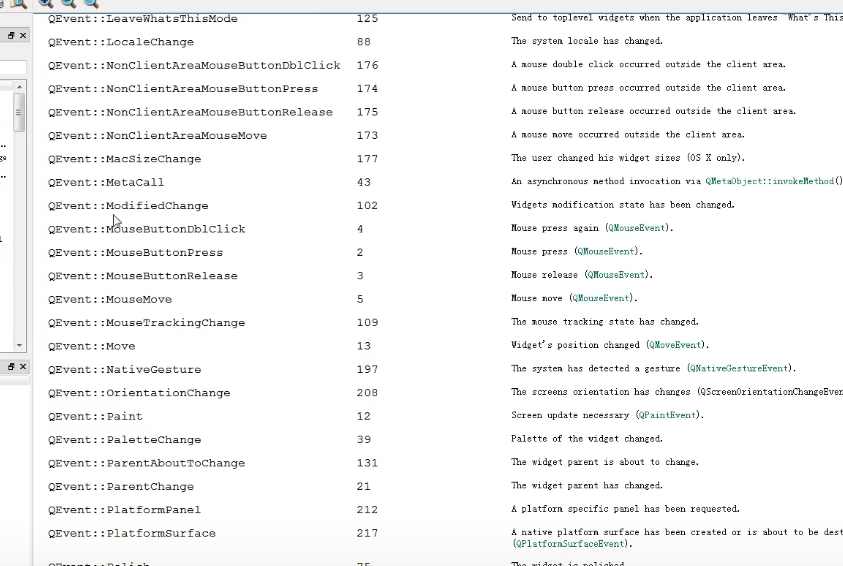 QEvent::LeaveWhatsThisMode 125 Send to toplevel widgets when the application leaves "What's This
QEvent::LocaleChange 88 The system locale has changed.
QEvent::NonClientAreaMouseButtonDblClick 176 A mouse double click occurred outside the client area.
QEvent::NonClientAreaMouseButtonPress 174 A mouse button press occurred outside the client area.
QEvent::NonClientAreaMouseButtonRelease 175 A mouse button release occurred outside the client area.
QEvent::NonClientAreaMouseMove 173 A mouse move occurred outside the client area.
QEvent::MacSizeChange 177 The user changed his widget sizes (OS X only).
QEvent::MetaCall 43 An asynchronous method invocation via QMetaObject::invokeMethod()
QEvent::ModifiedChange 102 Widgets modification state has been changed.
QEvent::MouseButtonDblClick 4 Mouse press again (QMouseEvent).
QEvent::MouseButtonPress 2 Mouse press (QMouseEvent).
QEvent::MouseButtonRelease 3 Mouse release (QMouseEvent).
QEvent::MouseMove 5 Mouse move (QMouseEvent).
QEvent::MouseTrackingChange 109 The mouse tracking state has changed.
QEvent::Move 13 Widget's position changed (QMoveEvent).
QEvent::NativeGesture 197 The system has detected a gesture (QNativeGestureEvent).
QEvent::OrientationChange 208 The screens orientation has changes (QScreenOrientationChangeEven
QEvent::Paint 12 Screen update necessary (QPaintEvent).
QEvent::PaletteChange 39 Palette of the widget changed.
QEvent::ParentAboutToChange 131 The widget parent is about to change.
QEvent::ParentChange 21 The widget parent has changed.
QEvent::PlatformPanel 212 A platform specific panel has been requested.
QEvent::PlatformSurface 217 A native platform surface has been created or is about to be dest
(QPlatformSurfaceEvent).
QEvent::Polish 75 The widget is polished.